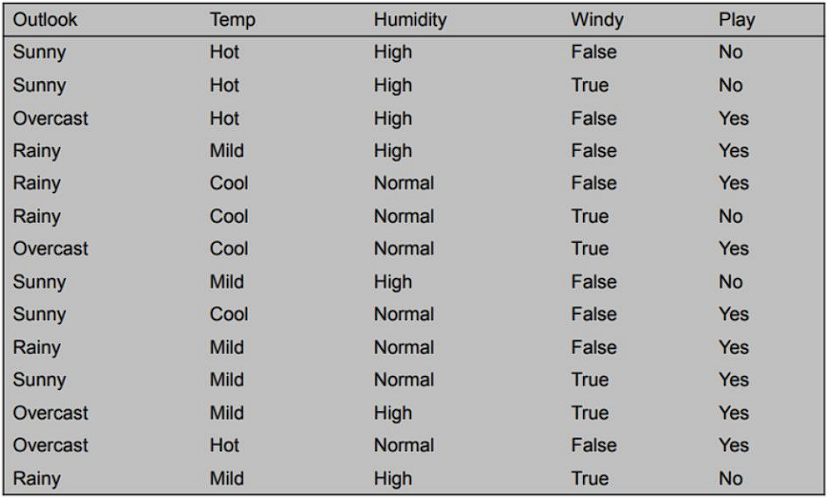 Outlook Temp Humidity Windy Play
Sunny Hot High False No
Sunny Hot High True No
Overcast Hot High False Yes
Rainy Mild High False Yes
Rainy Cool Normal False Yes
Rainy Cool Normal True No
Overcast Cool Normal True Yes
Sunny Mild High False No
Sunny Cool Normal False Yes
Rainy Mild Normal False Yes
Sunny Mild Normal True Yes
Overcast Mild High True Yes
Overcast Hot Normal False Yes
Rainy Mild High True No